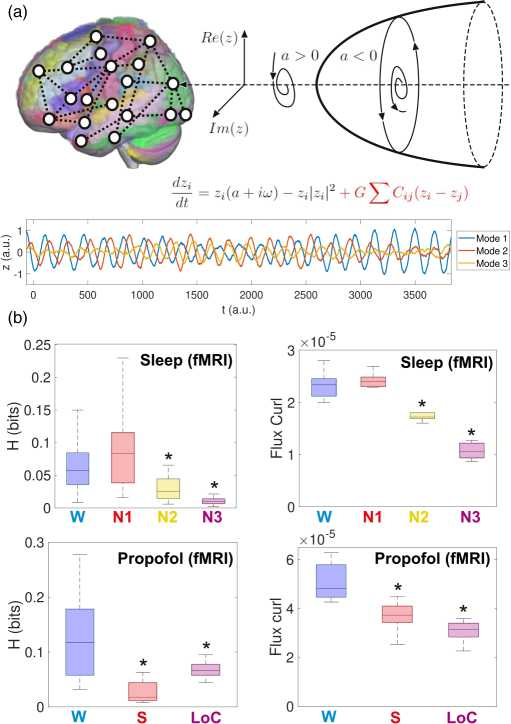 (a)
Re(z)
Im(z)
a > 0
a < 0
dz_i/dt = z_i(a + iω) − z_i|z_i|² + G ∑ C_ij(z_i − z_j)
z (a.u.)
1
0
-1
0 500 1000 1500 2000 2500 3000 3500
t (a.u.)
Mode 1
Mode 2
Mode 3
(b)
Sleep (fMRI)
H (bits)
0.25
0.2
0.15
0.1
0.05
0
* *
W N1 N2 N3
×10^-5
Sleep (fMRI)
Flux Curl
3
2
1
0
* *
W N1 N2 N3
Propofol (fMRI)
H (bits)
0.3
0.2
0.1
0
* *
W S LoC
×10^-5
Propofol (fMRI)
Flux curl
6
4
2
0
* *
W S LoC